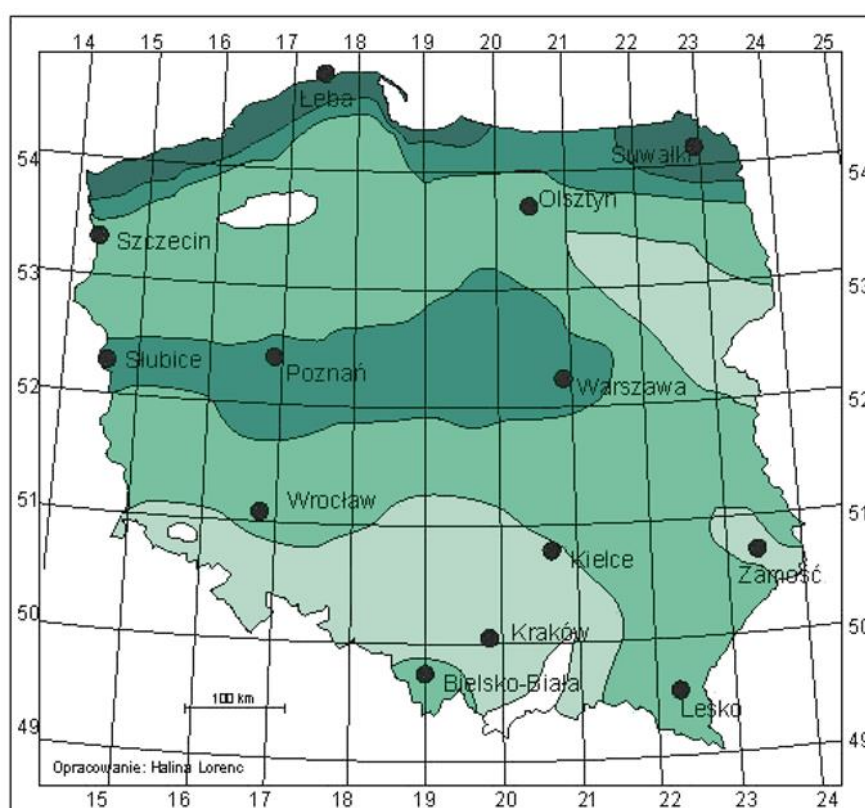 14 15 16 17 18 19 20 21 22 23 24 25
Łeba
54 Suwałki 54
Olsztyn
Szczecin
53 53
Słubice Poznań Warszawa
52 52
Wrocław
51 51
Kielce Zamość
50 Kraków 50
Bielsko-Biała Lesko
100 km
49 49
Opracowanie: Halina Lorenc
15 16 17 18 19 20 21 22 23 24